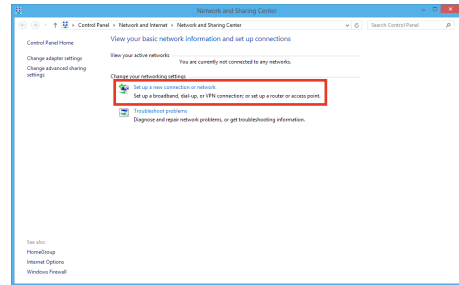 Network and Sharing Center
Control Panel > Network and Internet > Network and Sharing Center
Search Control Panel
Control Panel Home
Change adapter settings
Change advanced sharing
settings
View your basic network information and set up connections
View your active networks
You are currently not connected to any networks.
Change your networking settings
Set up a new connection or network
Set up a broadband, dial-up, or VPN connection; or set up a router or access point.
Troubleshoot problems
Diagnose and repair network problems, or get troubleshooting information.
See also
HomeGroup
Internet Options
Windows Firewall